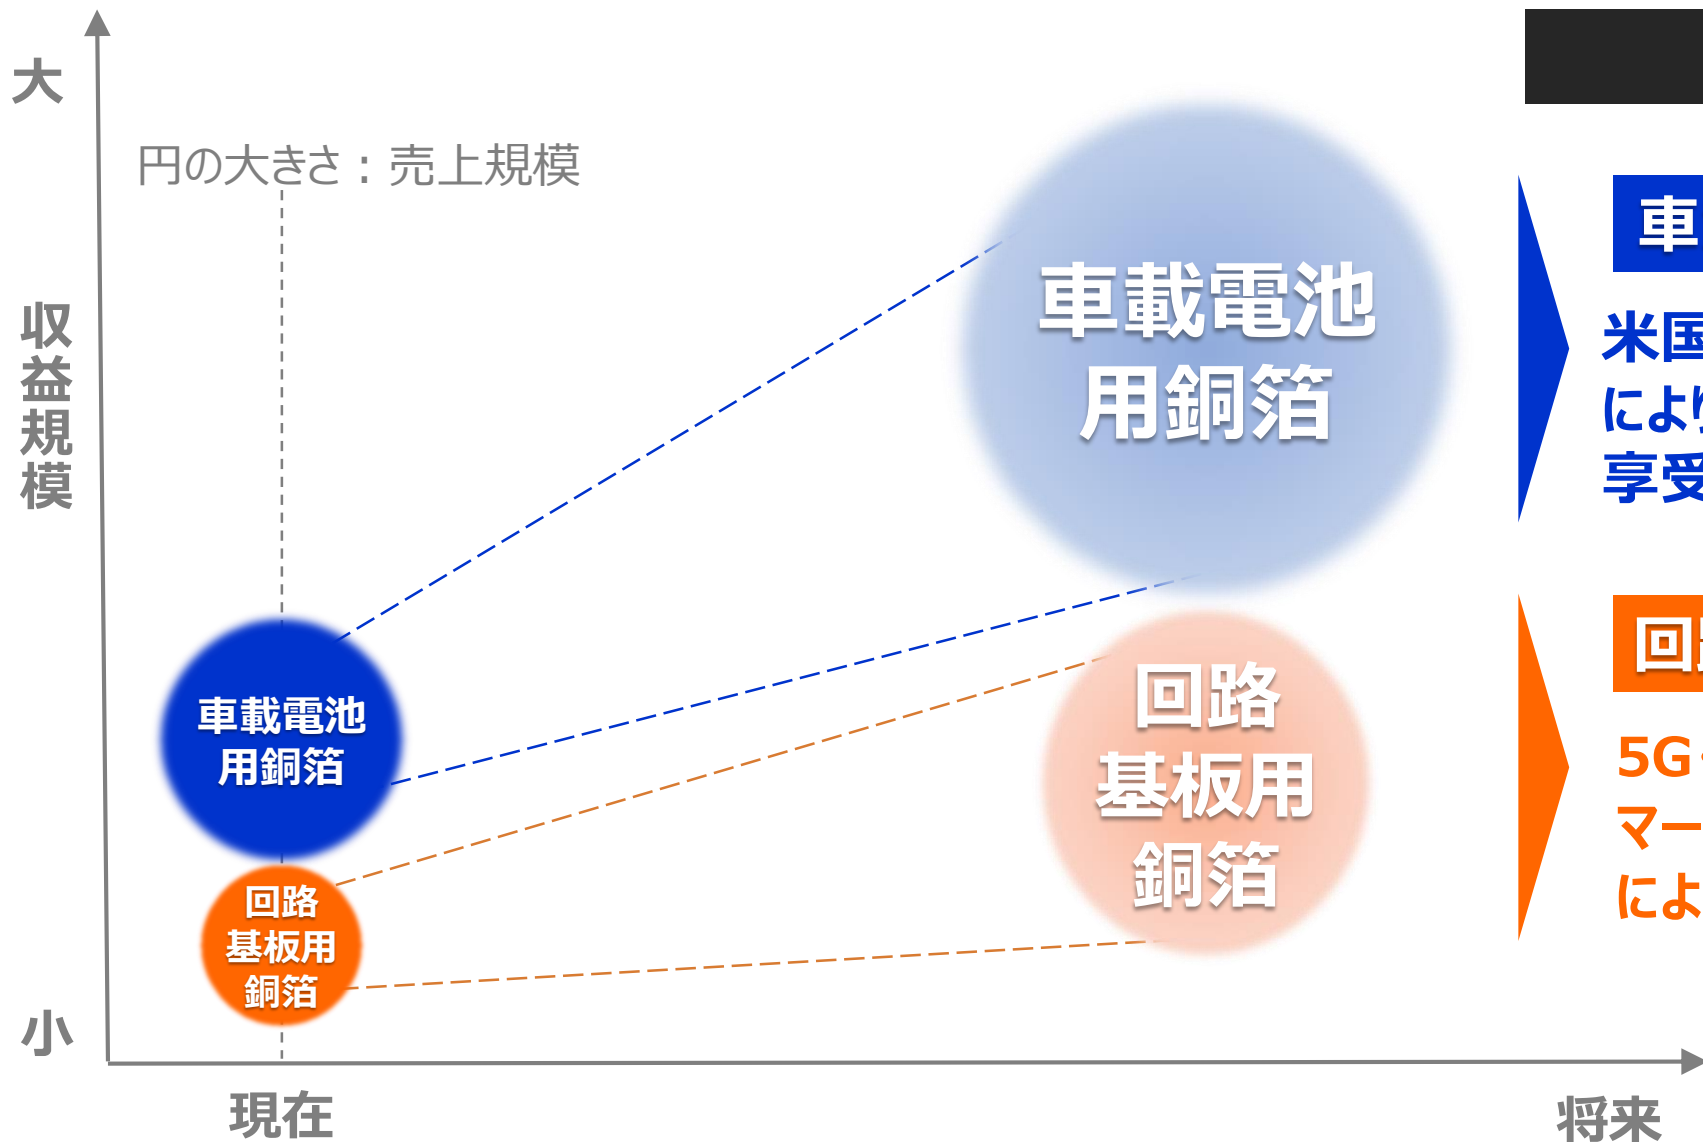 大
円の大きさ：売上規模
収益規模
小
現在
将来
車載電池
用銅箔
回路
基板用
銅箔
車載電池
用銅箔
回路
基板用
銅箔
車
米国
により
享受
回路
5G・
マー
によ